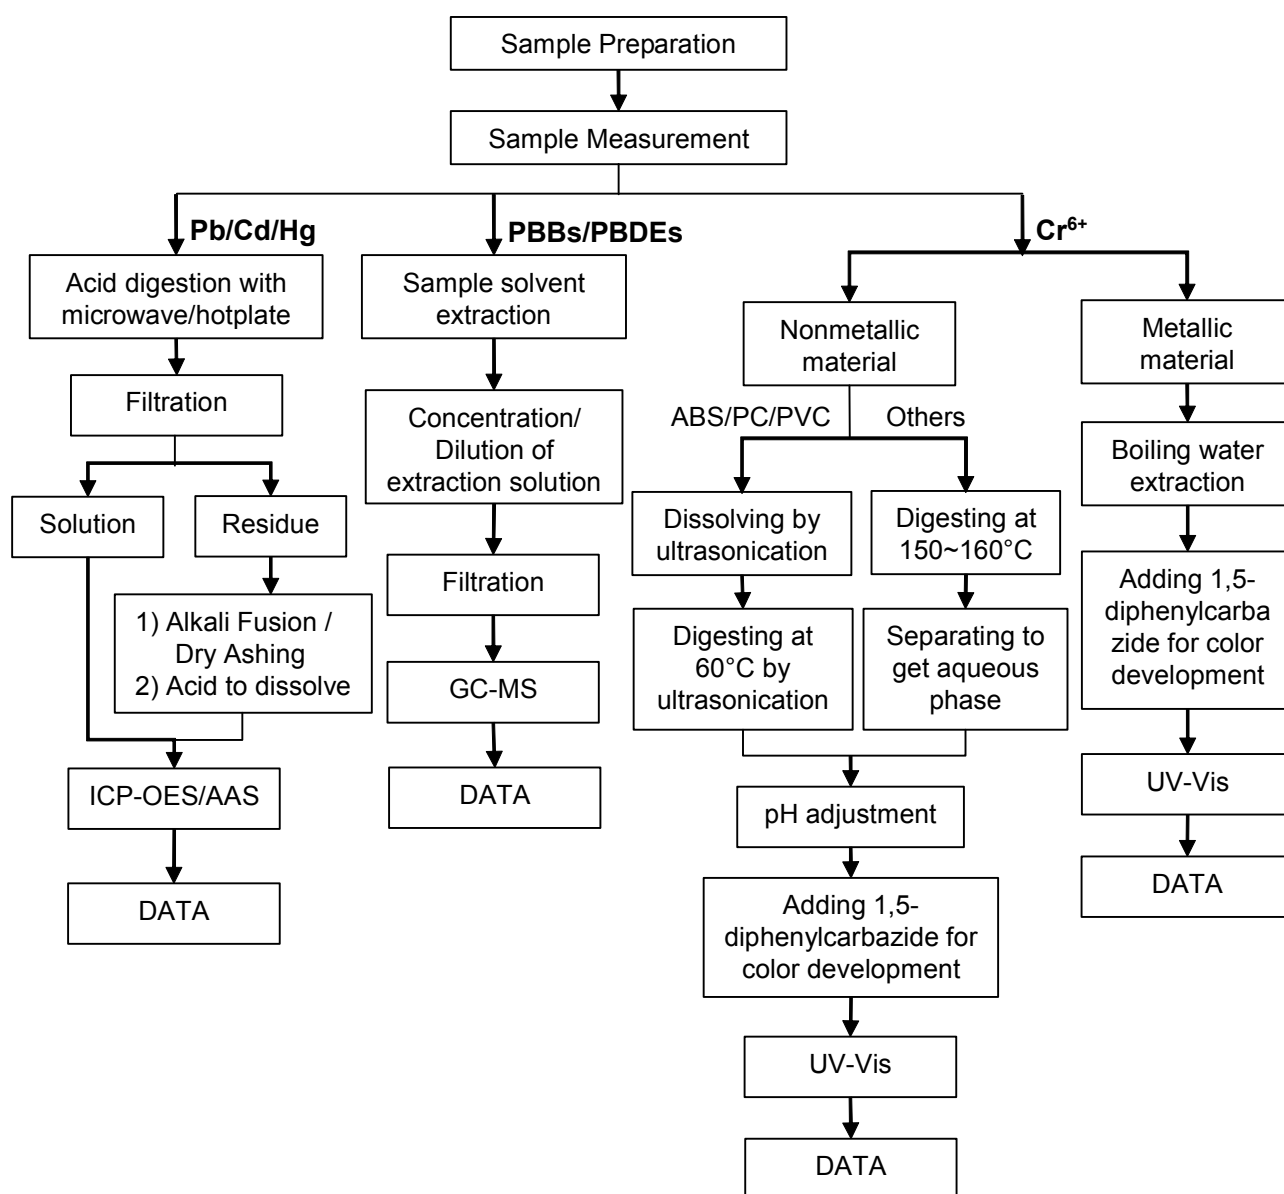 Sample Preparation
Sample Measurement
Pb/Cd/Hg
PBBs/PBDEs
Cr⁶⁺
Acid digestion with
microwave/hotplate
Filtration
Solution
Residue
1) Alkali Fusion /
Dry Ashing
2) Acid to dissolve
ICP-OES/AAS
DATA
Sample solvent
extraction
Concentration/
Dilution of
extraction solution
Filtration
GC-MS
DATA
Nonmetallic
material
ABS/PC/PVC
Others
Dissolving by
ultrasonication
Digesting at
60°C by
ultrasonication
Digesting at
150~160°C
Separating to
get aqueous
phase
pH adjustment
Adding 1,5-
diphenylcarbazide for
color development
UV-Vis
DATA
Metallic
material
Boiling water
extraction
Adding 1,5-
diphenylcarba
zide for color
development
UV-Vis
DATA